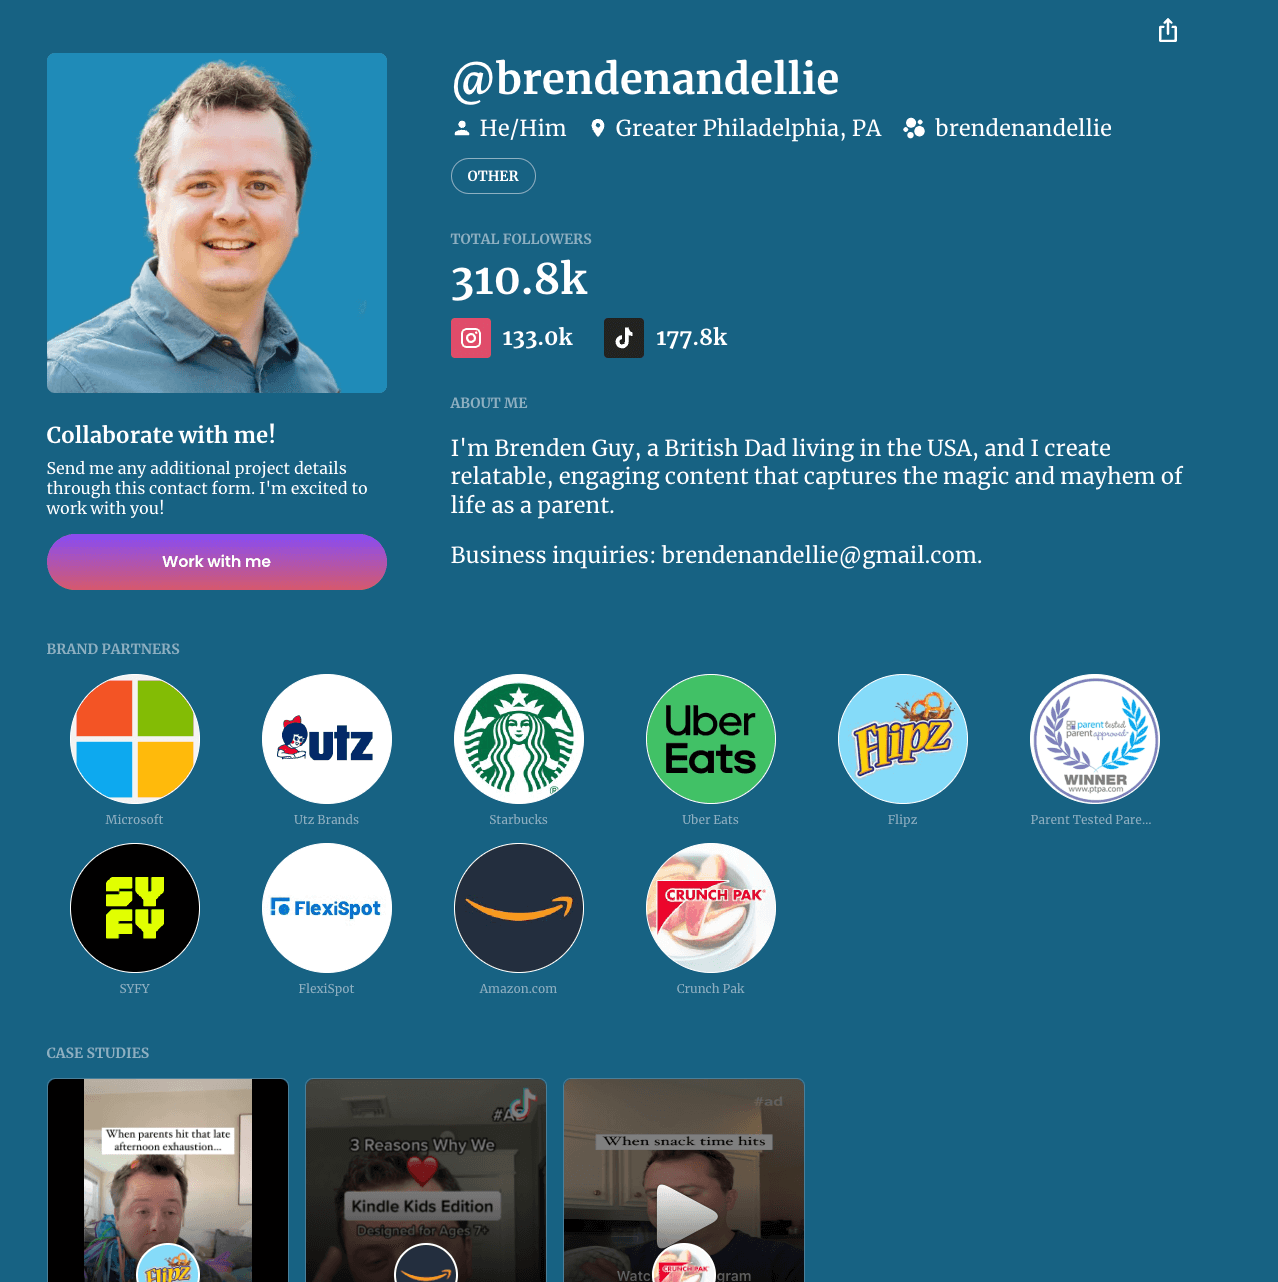 @brendenandellie
He/Him Greater Philadelphia, PA brendenandellie
OTHER
TOTAL FOLLOWERS
310.8k
133.0k 177.8k
ABOUT ME
I'm Brenden Guy, a British Dad living in the USA, and I create
relatable, engaging content that captures the magic and mayhem of
life as a parent.
Business inquiries: brendenandellie@gmail.com.
Collaborate with me!
Send me any additional project details
through this contact form. I'm excited to
work with you!
Work with me
BRAND PARTNERS
utz
Uber
Eats
Flipz
parent tested
parent approved
WINNER
www.ptpa.com
Microsoft Utz Brands Starbucks Uber Eats Flipz Parent Tested Pare...
SY
FY
FlexiSpot
CRUNCH PAK
SYFY FlexiSpot Amazon.com Crunch Pak
CASE STUDIES
When parents hit that late
afternoon exhaustion...
Flipz
#AD
3 Reasons Why We
Kindle Kids Edition
Designed for Ages 7+
#ad
When snack time hits
CRUNCH PAK